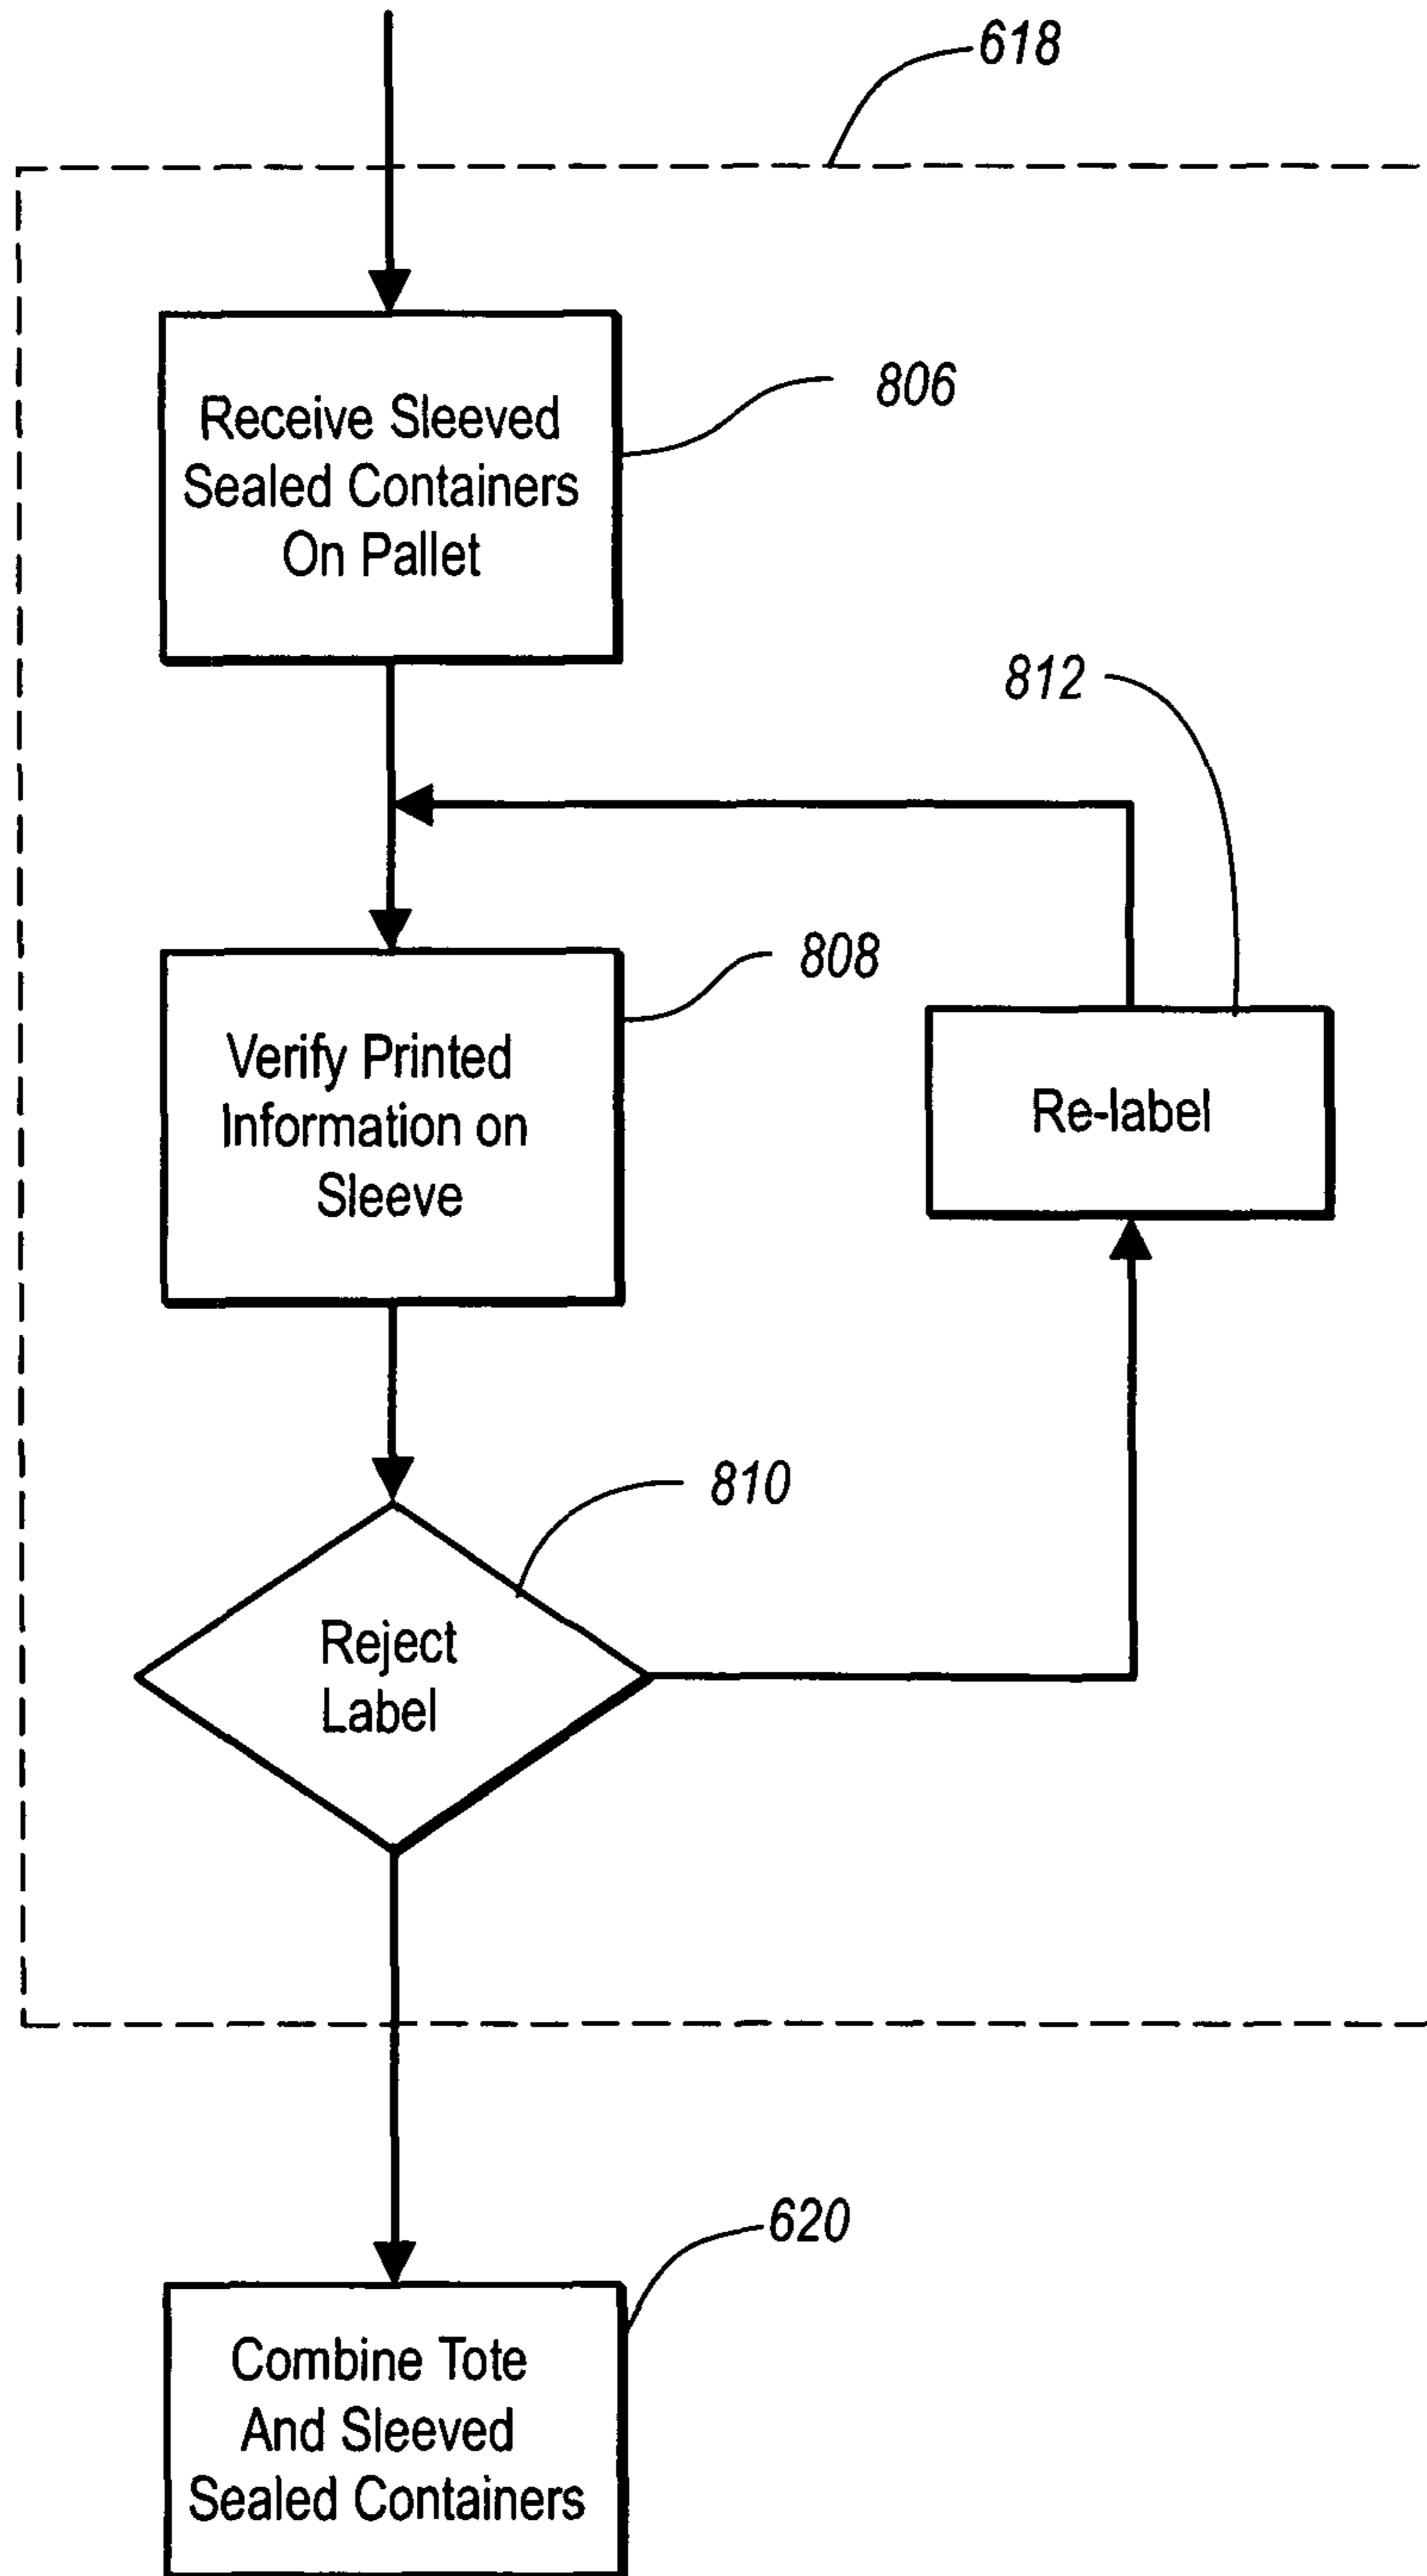 618
Receive Sleeved
Sealed Containers
On Pallet
806
812
Verify Printed
Information on
Sleeve
808
Re-label
Reject
Label
810
620
Combine Tote
And Sleeved
Sealed Containers